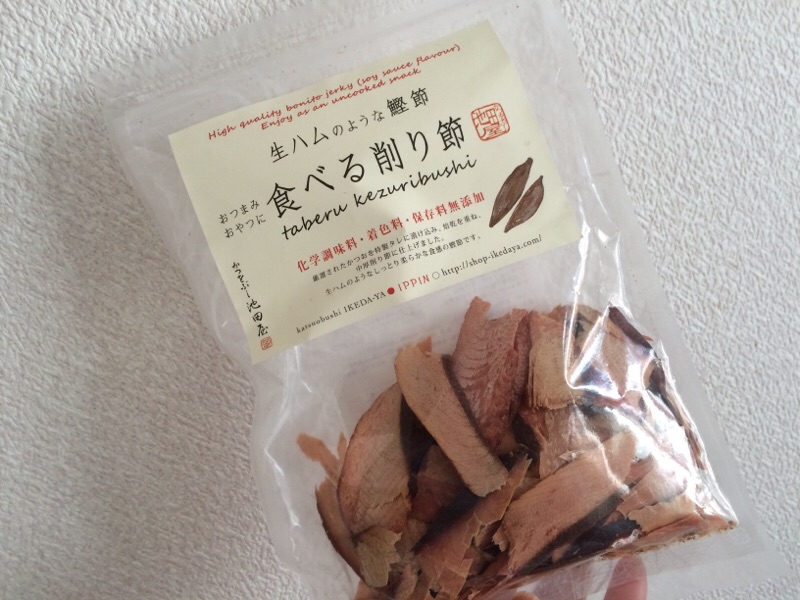 High quality bonito jerky (soy sauce flavour)
Enjoy as an uncooked snack
生ハムのような鰹節
おつまみ
おやつに
食べる削り節
taberu kezuribushi
池田屋
化学調味料・着色料・保存料無添加
厳選されたかつおを特製タレに漬け込み、焙乾を重ね、
中厚削り節に仕上げました。
生ハムのようなしっとり柔らかな食感の鰹節です。
かつをぶし池田屋
katsuobushi IKEDA-YA ● IPPIN ○ http://shop-ikedaya.com/